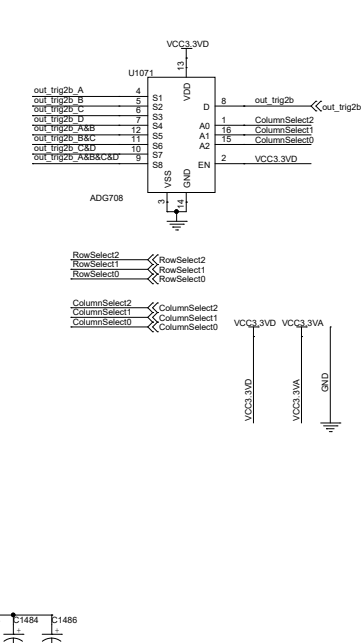 VCC3.3VD
U1071
13
VDD
out_trig2b_A 4 S1
out_trig2b_B 5 S2
out_trig2b_C 6 S3
out_trig2b_D 7 S4
out_trig2b_A&B 12 S5
out_trig2b_B&C 11 S6
out_trig2b_C&D 10 S7
out_trig2b_A&B&C&D 9 S8
D 8 out_trig2b out_trig2b
A0 1 ColumnSelect2
A1 16 ColumnSelect1
A2 15 ColumnSelect0
EN 2 VCC3.3VD
VSS
GND
3
14
ADG708
RowSelect2 RowSelect2
RowSelect1 RowSelect1
RowSelect0 RowSelect0
ColumnSelect2 ColumnSelect2
ColumnSelect1 ColumnSelect1
ColumnSelect0 ColumnSelect0
VCC3.3VD VCC3.3VA
VCC3.3VD
VCC3.3VA
GND
C1484 C1486
+ +